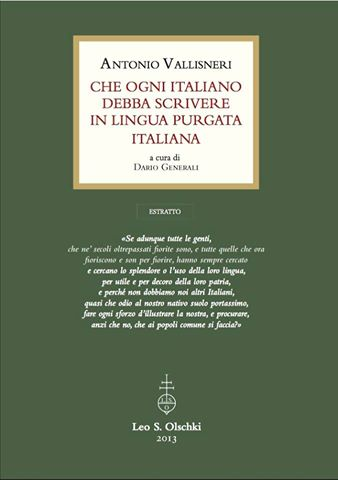 ANTONIO VALLISNERI
CHE OGNI ITALIANO
DEBBA SCRIVERE
IN LINGUA PURGATA
ITALIANA
a cura di
DARIO GENERALI
ESTRATTO
«Se adunque tutte le genti,
che ne' secoli oltrepassati fiorite sono, e tutte quelle che ora
fioriscono e son per fiorire, hanno sempre cercato
e cercano lo splendore o l'uso della loro lingua,
per utile e per decoro della loro patria,
e perché non dobbiamo noi altri Italiani,
quasi che odio al nostro nativo suolo portassimo,
fare ogni sforzo d'illustrare la nostra, e procurare,
anzi che no, che ai popoli comune si faccia?»
Leo S. Olschki
2013